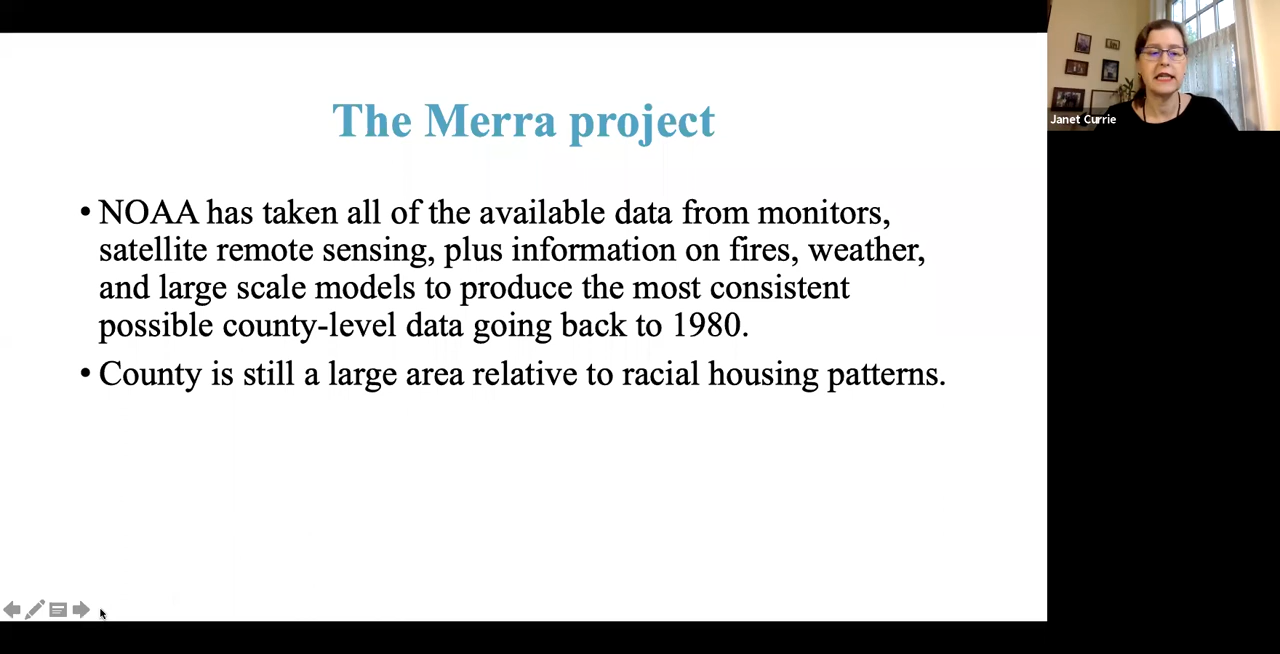 The Merra project
• NOAA has taken all of the available data from monitors,
satellite remote sensing, plus information on fires, weather,
and large scale models to produce the most consistent
possible county-level data going back to 1980.
• County is still a large area relative to racial housing patterns.
Janet Currie